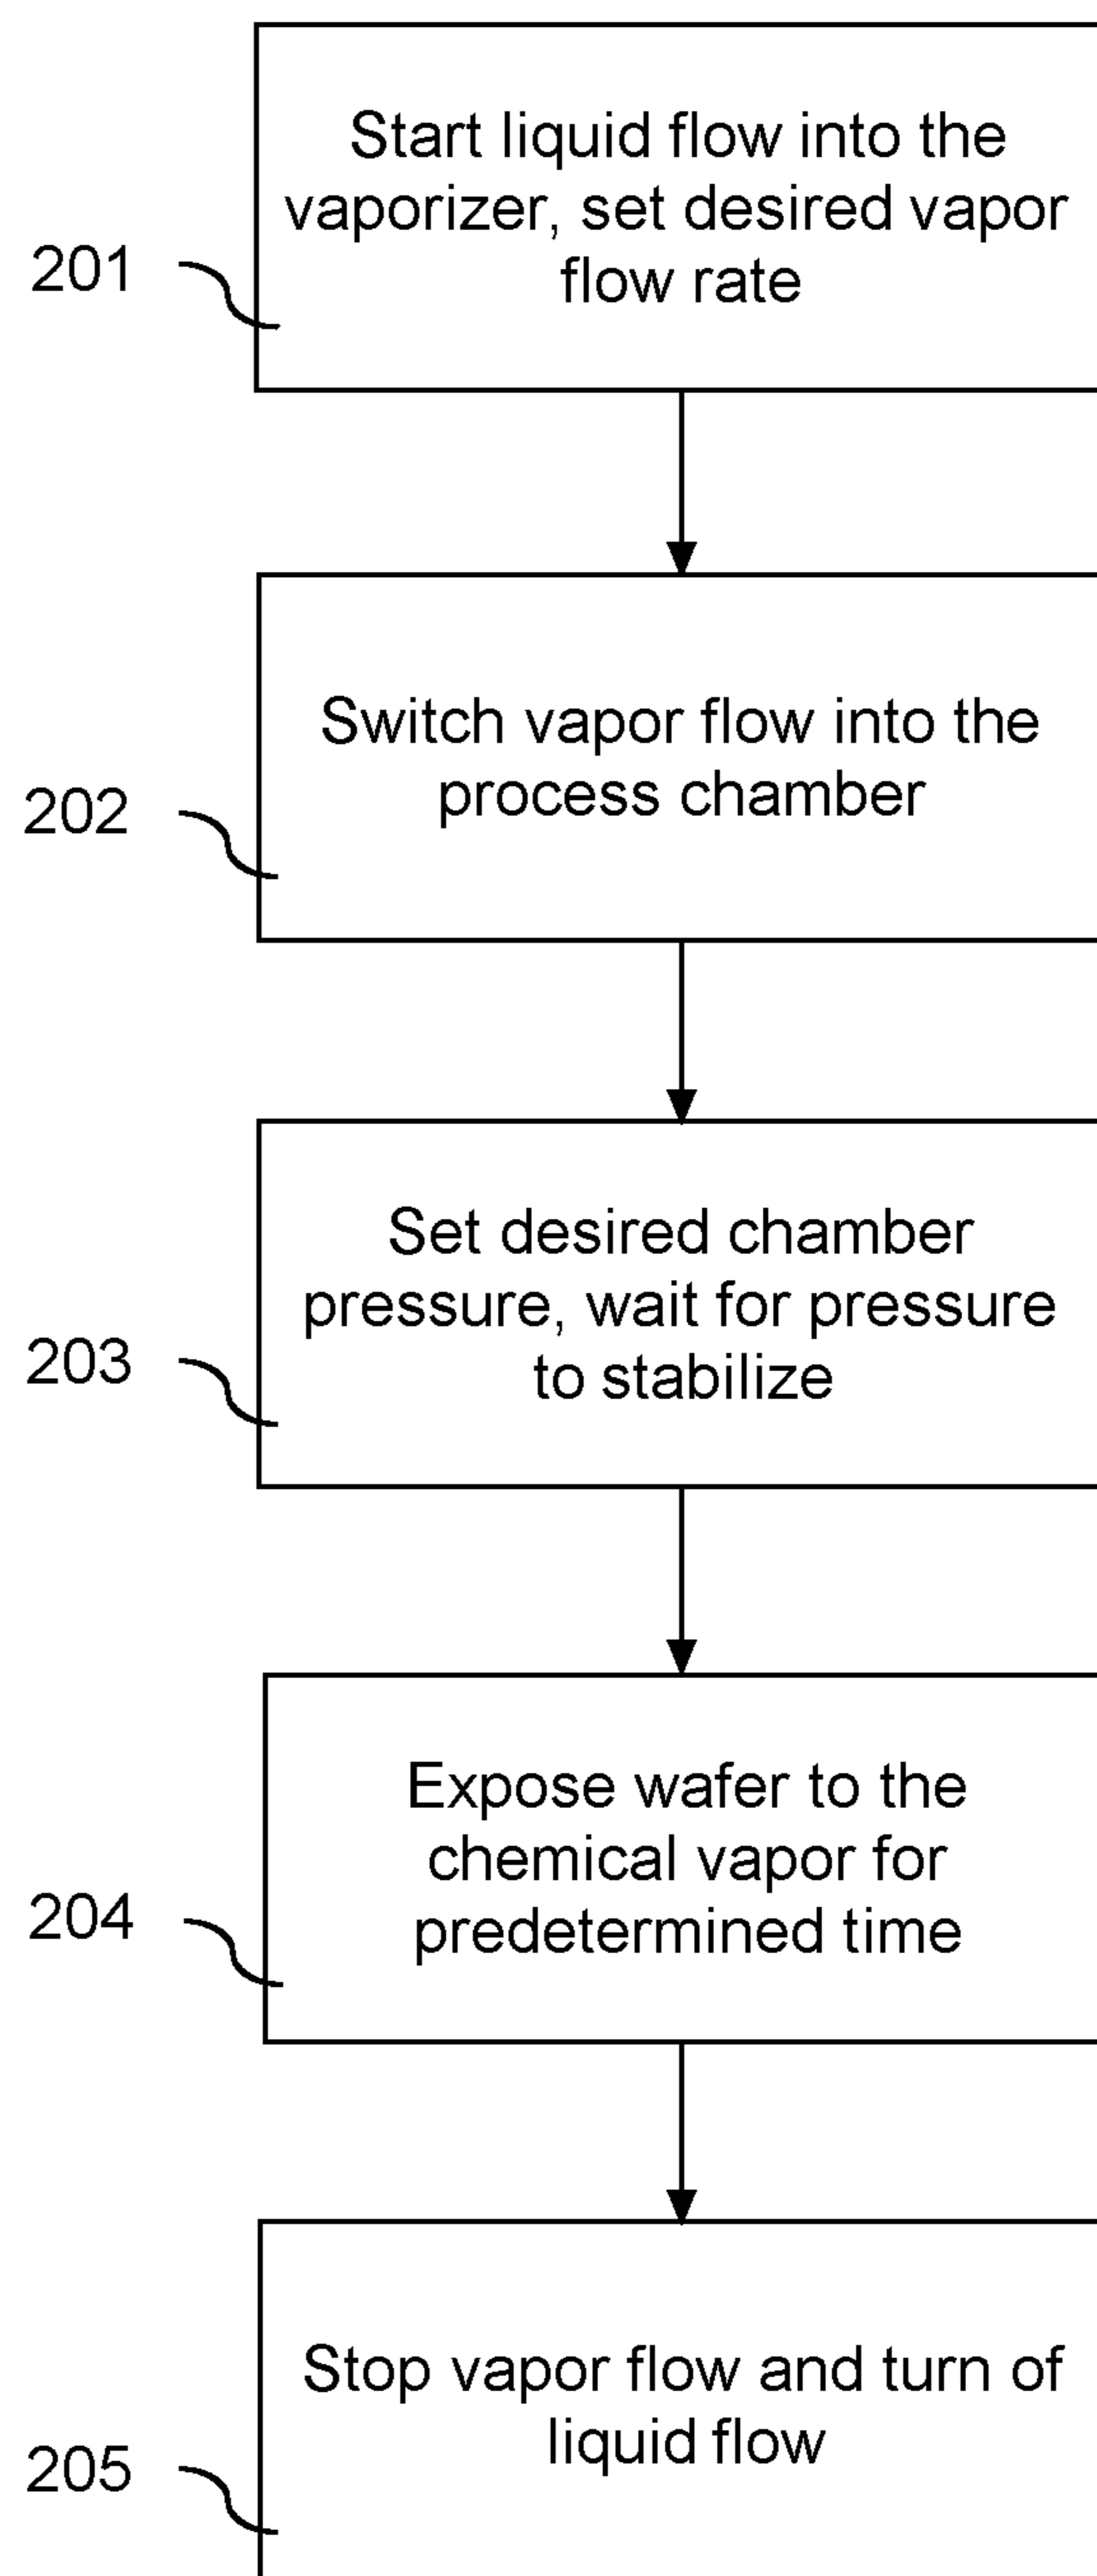 Start liquid flow into the
vaporizer, set desired vapor
flow rate
201
Switch vapor flow into the
process chamber
202
Set desired chamber
pressure, wait for pressure
to stabilize
203
Expose wafer to the
chemical vapor for
predetermined time
204
Stop vapor flow and turn of
liquid flow
205